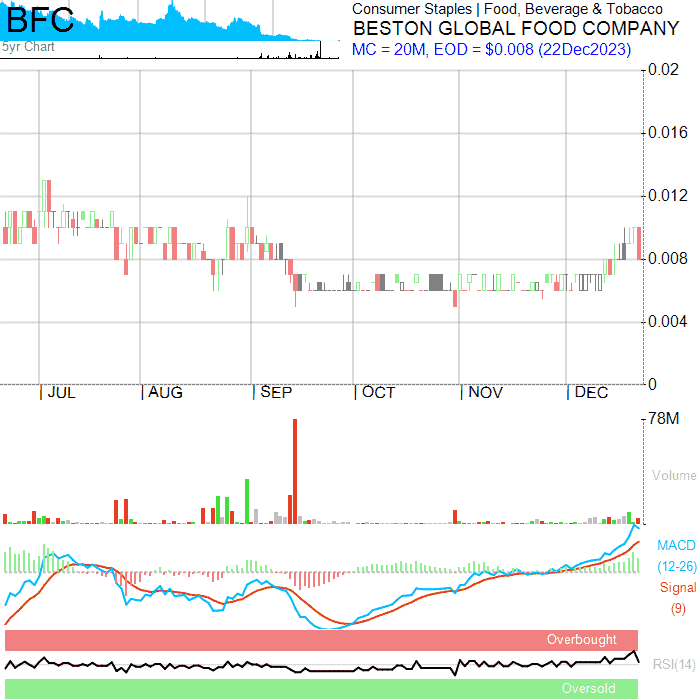 BFC
5yr Chart
Consumer Staples | Food, Beverage & Tobacco
BESTON GLOBAL FOOD COMPANY
MC = 20M, EOD = $0.008 (22Dec2023)
0.02
0.016
0.012
0.008
0.004
0
JUL AUG SEP OCT NOV DEC
78M
Volume
MACD
(12-26)
Signal
(9)
Overbought
RSI(14)
Oversold